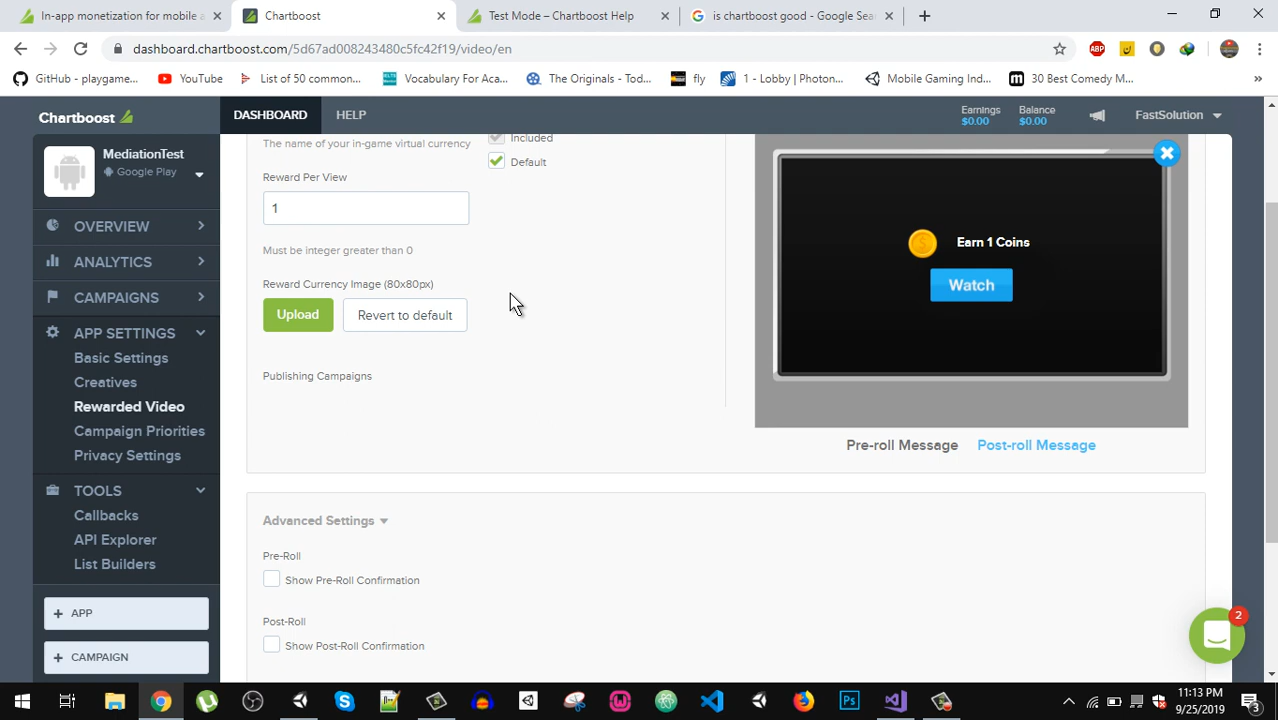 In-app monetization for mobile a
Chartboost
Test Mode – Chartboost Help
is chartboost good - Google Sea
dashboard.chartboost.com/5d67ad008243480c5fc42f19/video/en
ABP
GitHub - playgame...
YouTube
List of 50 common...
IELTS
Vocabulary For Aca...
The Originals - Tod...
fly
1 - Lobby | Photon...
Mobile Gaming Ind...
30 Best Comedy M...
»
Chartboost
DASHBOARD
HELP
Earnings
$0.00
Balance
$0.00
FastSolution
MediationTest
Google Play
OVERVIEW
ANALYTICS
CAMPAIGNS
APP SETTINGS
Basic Settings
Creatives
Rewarded Video
Campaign Priorities
Privacy Settings
TOOLS
Callbacks
API Explorer
List Builders
+ APP
+ CAMPAIGN
The name of your in-game virtual currency
Included
Default
Reward Per View
1
Must be integer greater than 0
Reward Currency Image (80x80px)
Upload
Revert to default
Publishing Campaigns
Earn 1 Coins
Watch
Pre-roll Message
Post-roll Message
Advanced Settings
Pre-Roll
Show Pre-Roll Confirmation
Post-Roll
Show Post-Roll Confirmation
2
11:13 PM
9/25/2019
3